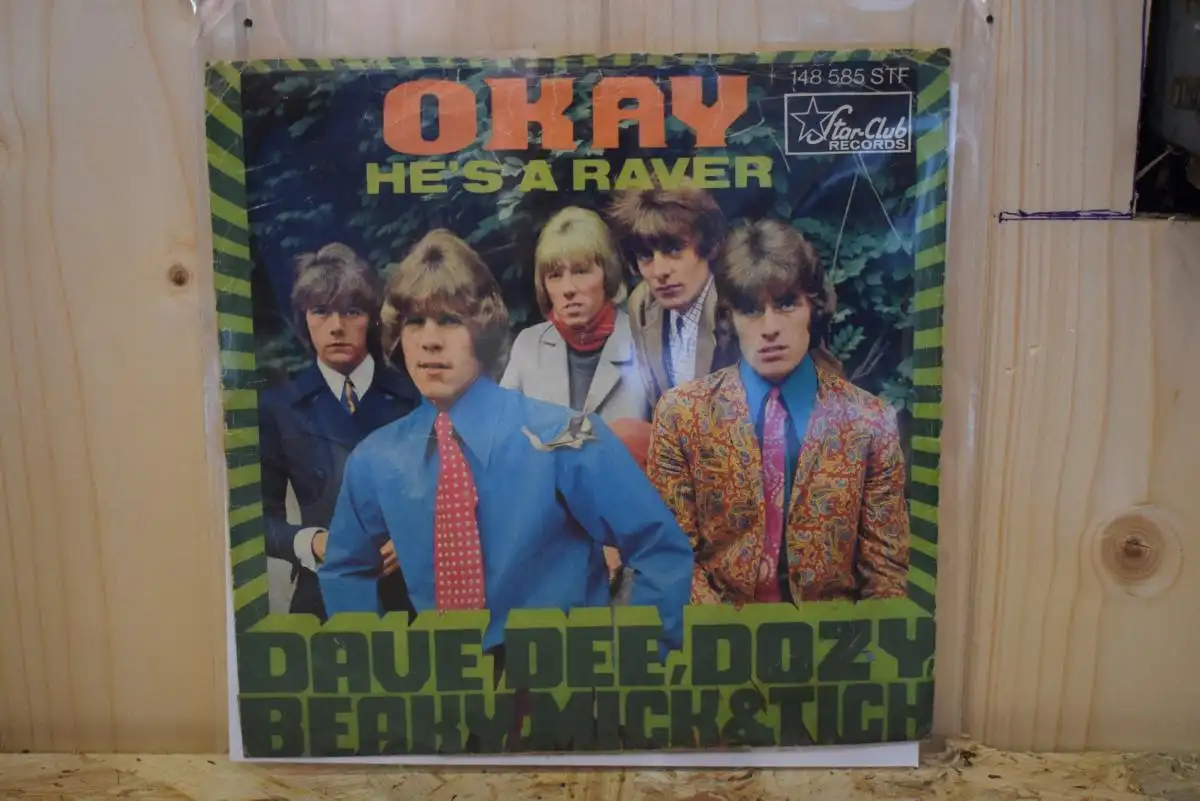 148 585 STF
OKAY
Star-Club
RECORDS
HE'S A RAVER
DAVE DEE, DOZY,
BEAKY, MICK & TICH